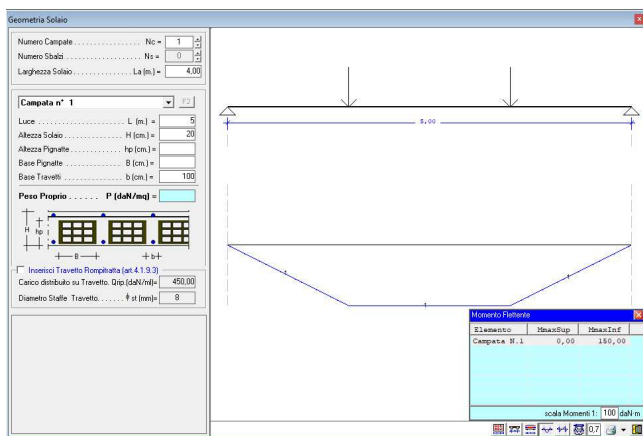 Geometria Solaio
Numero Campate . . . . . . . . . . . . . Nc = 1
Numero Sbalzi . . . . . . . . . . . . . . . Ns = 0
Larghezza Solaio . . . . . . . . . . . La (m.) = 4,00
Campata n° 1
F2
Luce . . . . . . . . . . . . . . L (m.) = 5
Altezza Solaio . . . . . . . H (cm.) = 20
Altezza Pignatte . . . . . . hp (cm.) =
Base Pignatte . . . . . . . . B (cm.) =
Base Travetti . . . . . . . . b (cm.) = 100
Peso Proprio . . . . . . P (daN/mq) =
H hp
B b
Inserisci Travetto Rompitratta (art.4.1.9.3)
Carico distribuito su Travetto. Qrip.(daN/ml)= 450,00
Diametro Staffe Travetto. . . . . . ϕ st (mm)= 8
5.00
1
1
1
Momento Flettente
Elemento MmaxSup MmaxInf
Campata N.1 0,00 150,00
scala Momenti 1: 100 daN·m
0,7